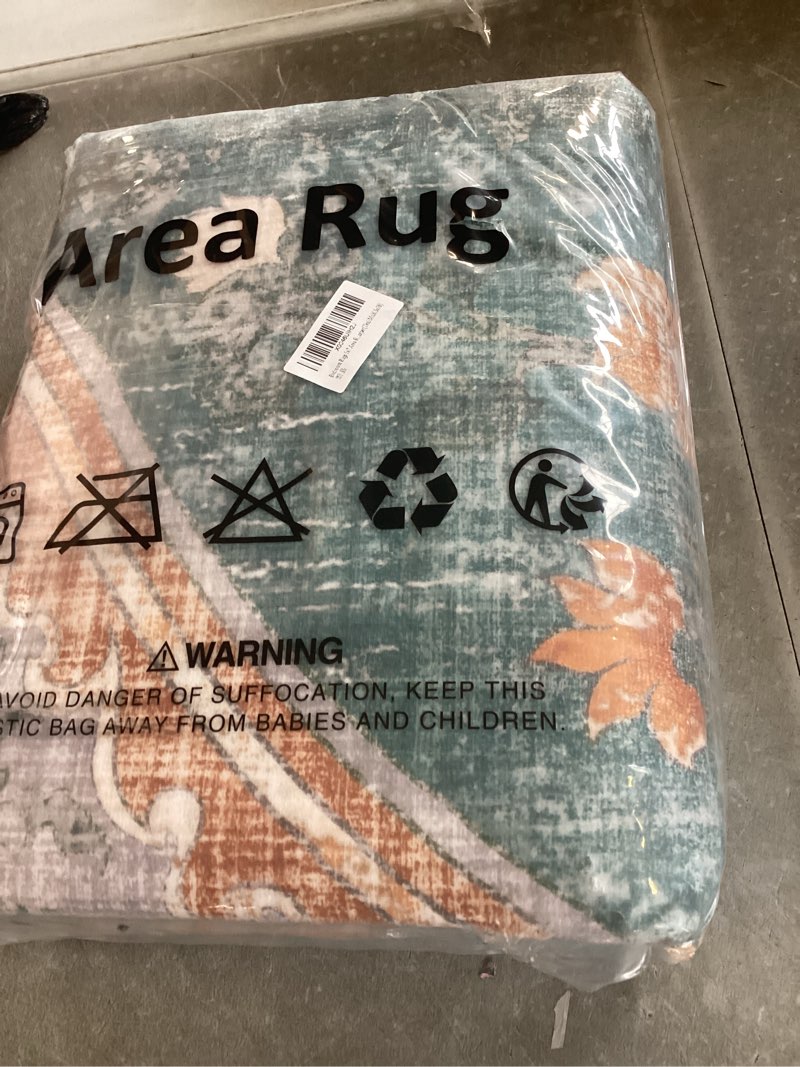 Area Rug
WARNING
AVOID DANGER OF SUFFOCATION, KEEP THIS
STIC BAG AWAY FROM BABIES AND CHILDREN.